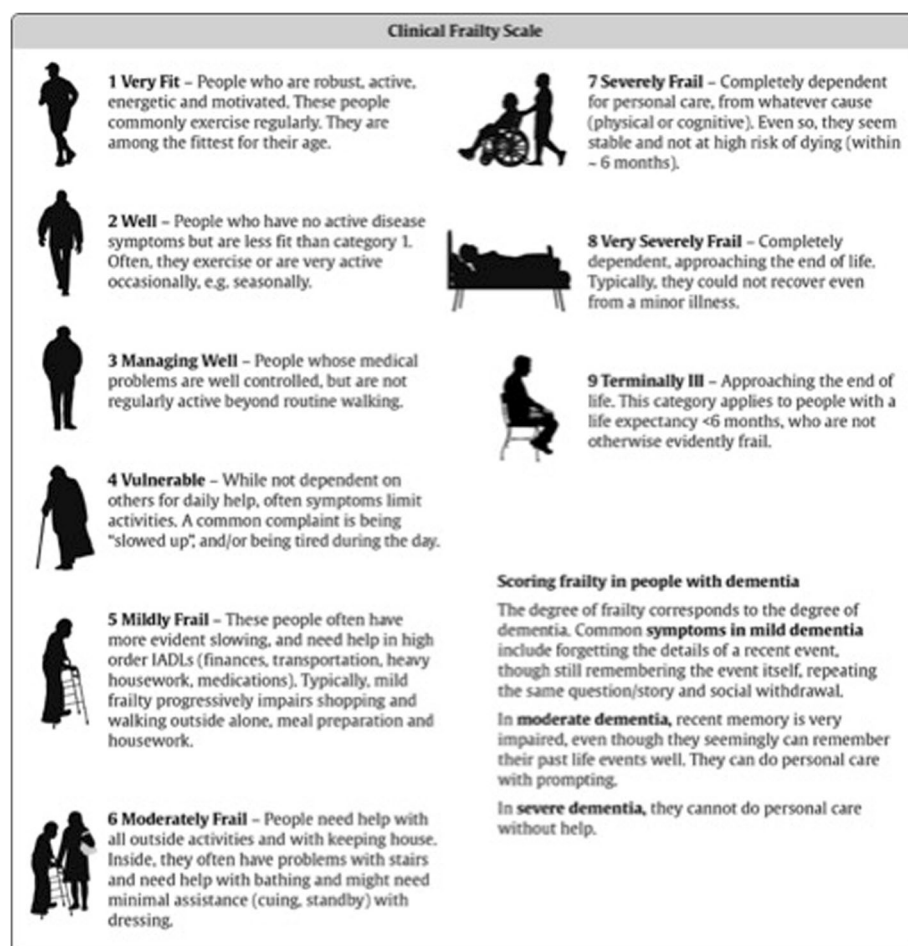 Clinical Frailty Scale
1 Very Fit – People who are robust, active,
energetic and motivated. These people
commonly exercise regularly. They are
among the fittest for their age.
2 Well – People who have no active disease
symptoms but are less fit than category 1.
Often, they exercise or are very active
occasionally, e.g. seasonally.
3 Managing Well – People whose medical
problems are well controlled, but are not
regularly active beyond routine walking.
4 Vulnerable – While not dependent on
others for daily help, often symptoms limit
activities. A common complaint is being
"slowed up", and/or being tired during the day.
5 Mildly Frail – These people often have
more evident slowing, and need help in high
order IADLs (finances, transportation, heavy
housework, medications). Typically, mild
frailty progressively impairs shopping and
walking outside alone, meal preparation and
housework.
6 Moderately Frail – People need help with
all outside activities and with keeping house.
Inside, they often have problems with stairs
and need help with bathing and might need
minimal assistance (cuing, standby) with
dressing.
7 Severely Frail – Completely dependent
for personal care, from whatever cause
(physical or cognitive). Even so, they seem
stable and not at high risk of dying (within
~ 6 months).
8 Very Severely Frail – Completely
dependent, approaching the end of life.
Typically, they could not recover even
from a minor illness.
9 Terminally Ill – Approaching the end of
life. This category applies to people with a
life expectancy <6 months, who are not
otherwise evidently frail.
Scoring frailty in people with dementia
The degree of frailty corresponds to the degree of
dementia. Common symptoms in mild dementia
include forgetting the details of a recent event,
though still remembering the event itself, repeating
the same question/story and social withdrawal.
In moderate dementia, recent memory is very
impaired, even though they seemingly can remember
their past life events well. They can do personal care
with prompting.
In severe dementia, they cannot do personal care
without help.